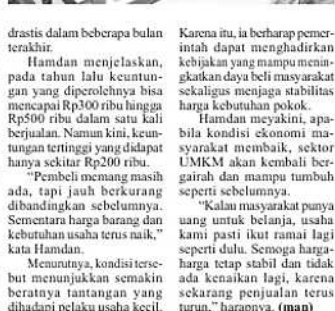 drastis dalam beberapa bulan
terakhir.
Hamdan menjelaskan,
pada tahun lalu keuntun-
gan yang diperolehnya bisa
mencapai Rp300 ribu hingga
Rp500 ribu dalam satu kali
berjualan. Namun kini, keun-
tungan tertinggi yang didapat
hanya sekitar Rp200 ribu.
"Pembeli memang masih
ada, tapi jauh berkurang
dibandingkan sebelumnya.
Sementara harga barang dan
kebutuhan usaha terus naik,"
kata Hamdan.
Menurutnya, kondisi terse-
but menunjukkan semakin
beratnya tantangan yang
dihadapi pelaku usaha kecil.
Karena itu, ia berharap pemer-
intah dapat menghadirkan
kebijakan yang mampu menin-
gkatkan daya beli masyarakat
sekaligus menjaga stabilitas
harga kebutuhan pokok.
Hamdan meyakini, apa-
bila kondisi ekonomi ma-
syarakat membaik, sektor
UMKM akan kembali ber-
gairah dan mampu tumbuh
seperti sebelumnya.
"Kalau masyarakat punya
uang untuk belanja, usaha
kami pasti ikut ramai lagi
seperti dulu. Semoga harga-
harga tetap stabil dan tidak
ada kenaikan lagi, karena
sekarang penjualan terus
turun," harapnya. (man)